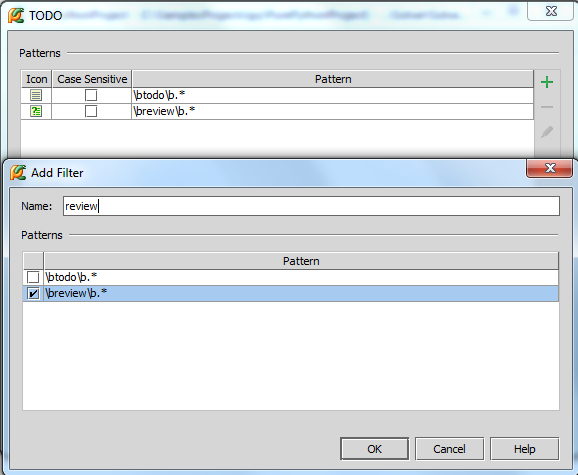 TODO
Patterns
Icon Case Sensitive Pattern
\btodo\b.*
\breview\b.*
Add Filter
Name: review
Patterns
Pattern
\btodo\b.*
\breview\b.*
OK Cancel Help